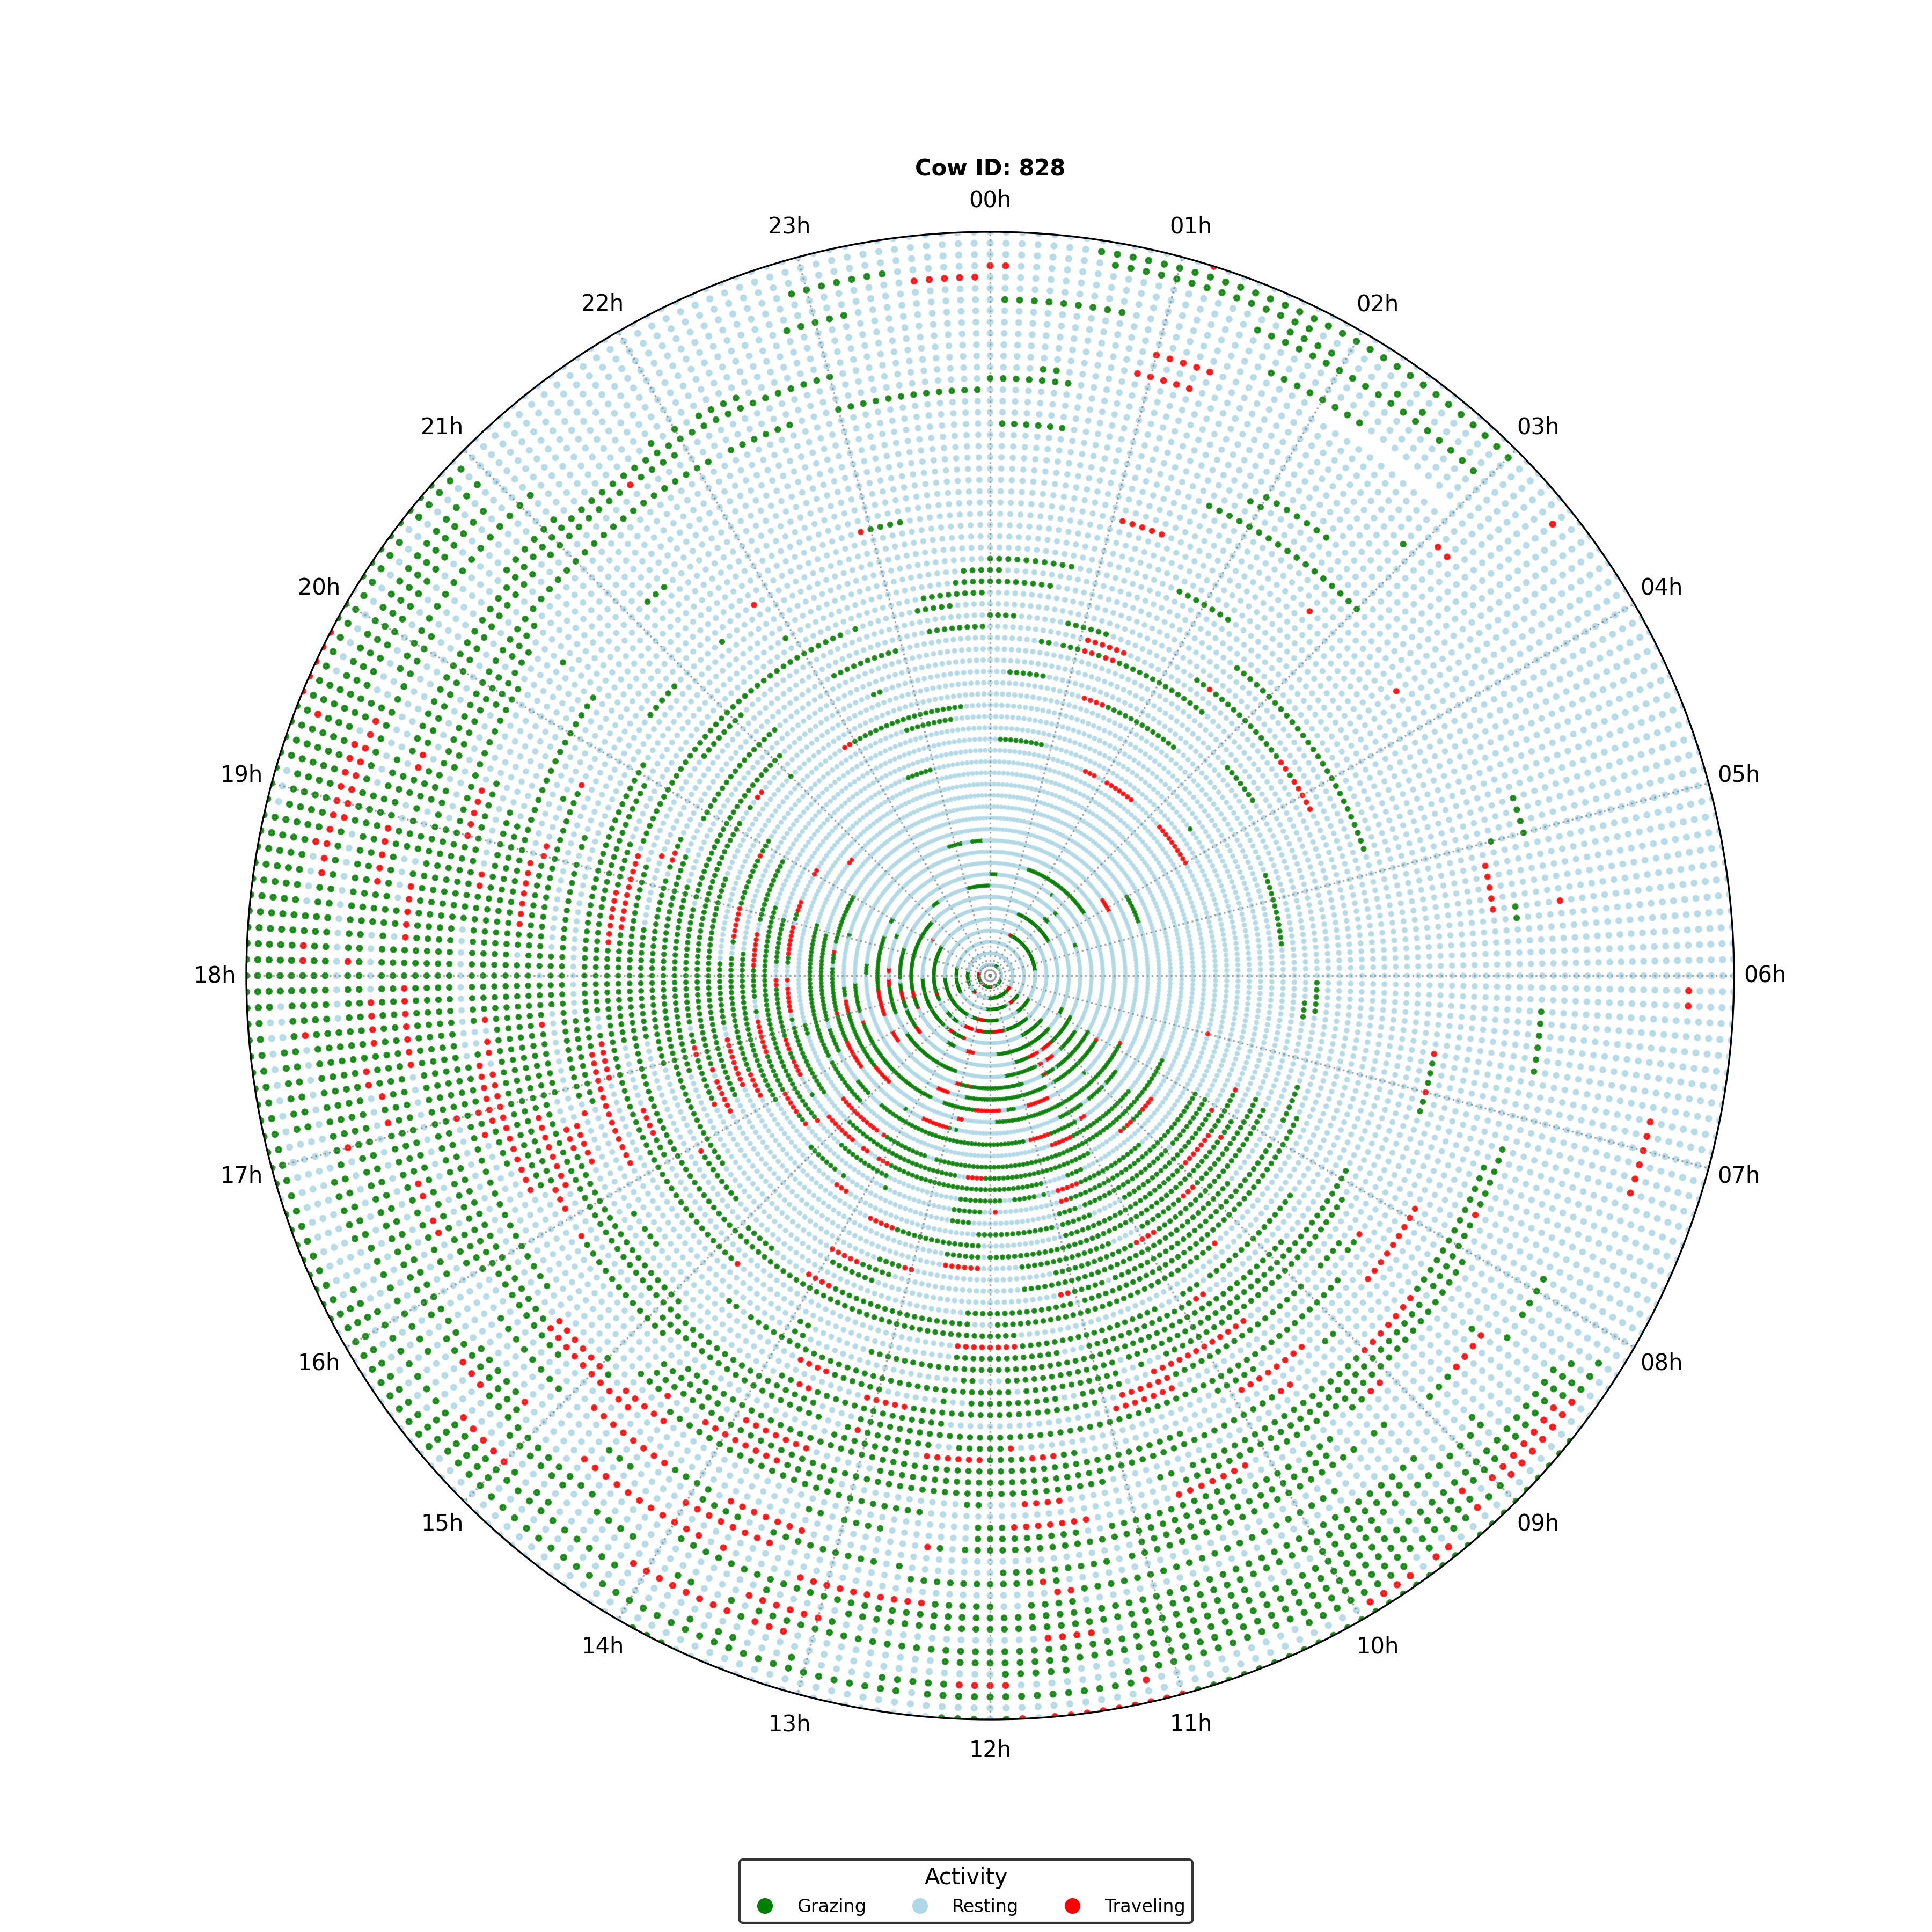 Cow ID: 828
00h
01h
02h
03h
04h
05h
06h
07h
08h
09h
10h
11h
12h
13h
14h
15h
16h
17h
18h
19h
20h
21h
22h
23h
Activity
Grazing Resting Traveling